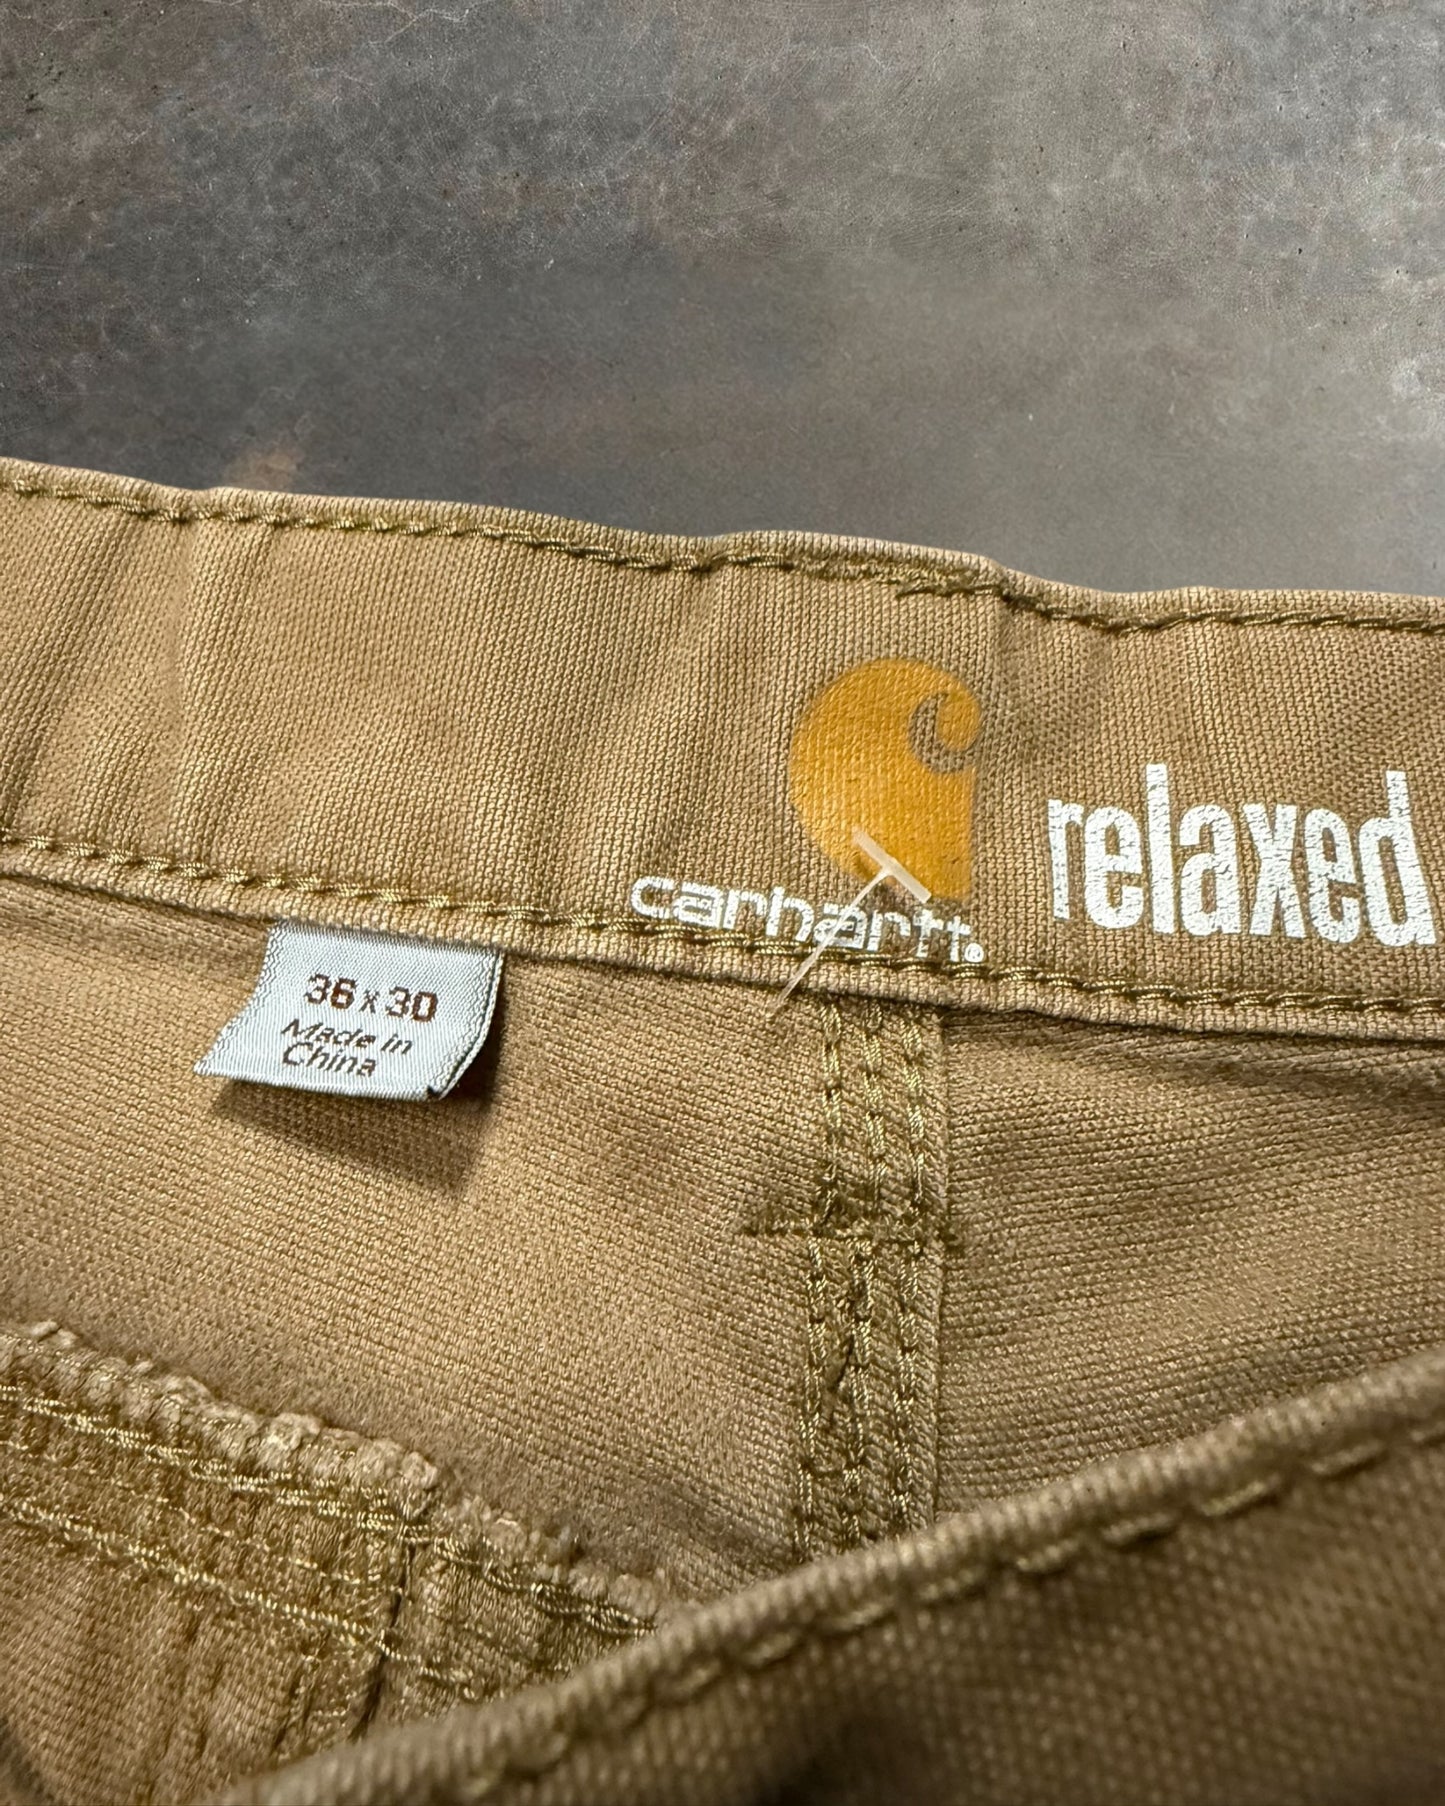 carhartt®
relaxed
36 x 30
Made in
China